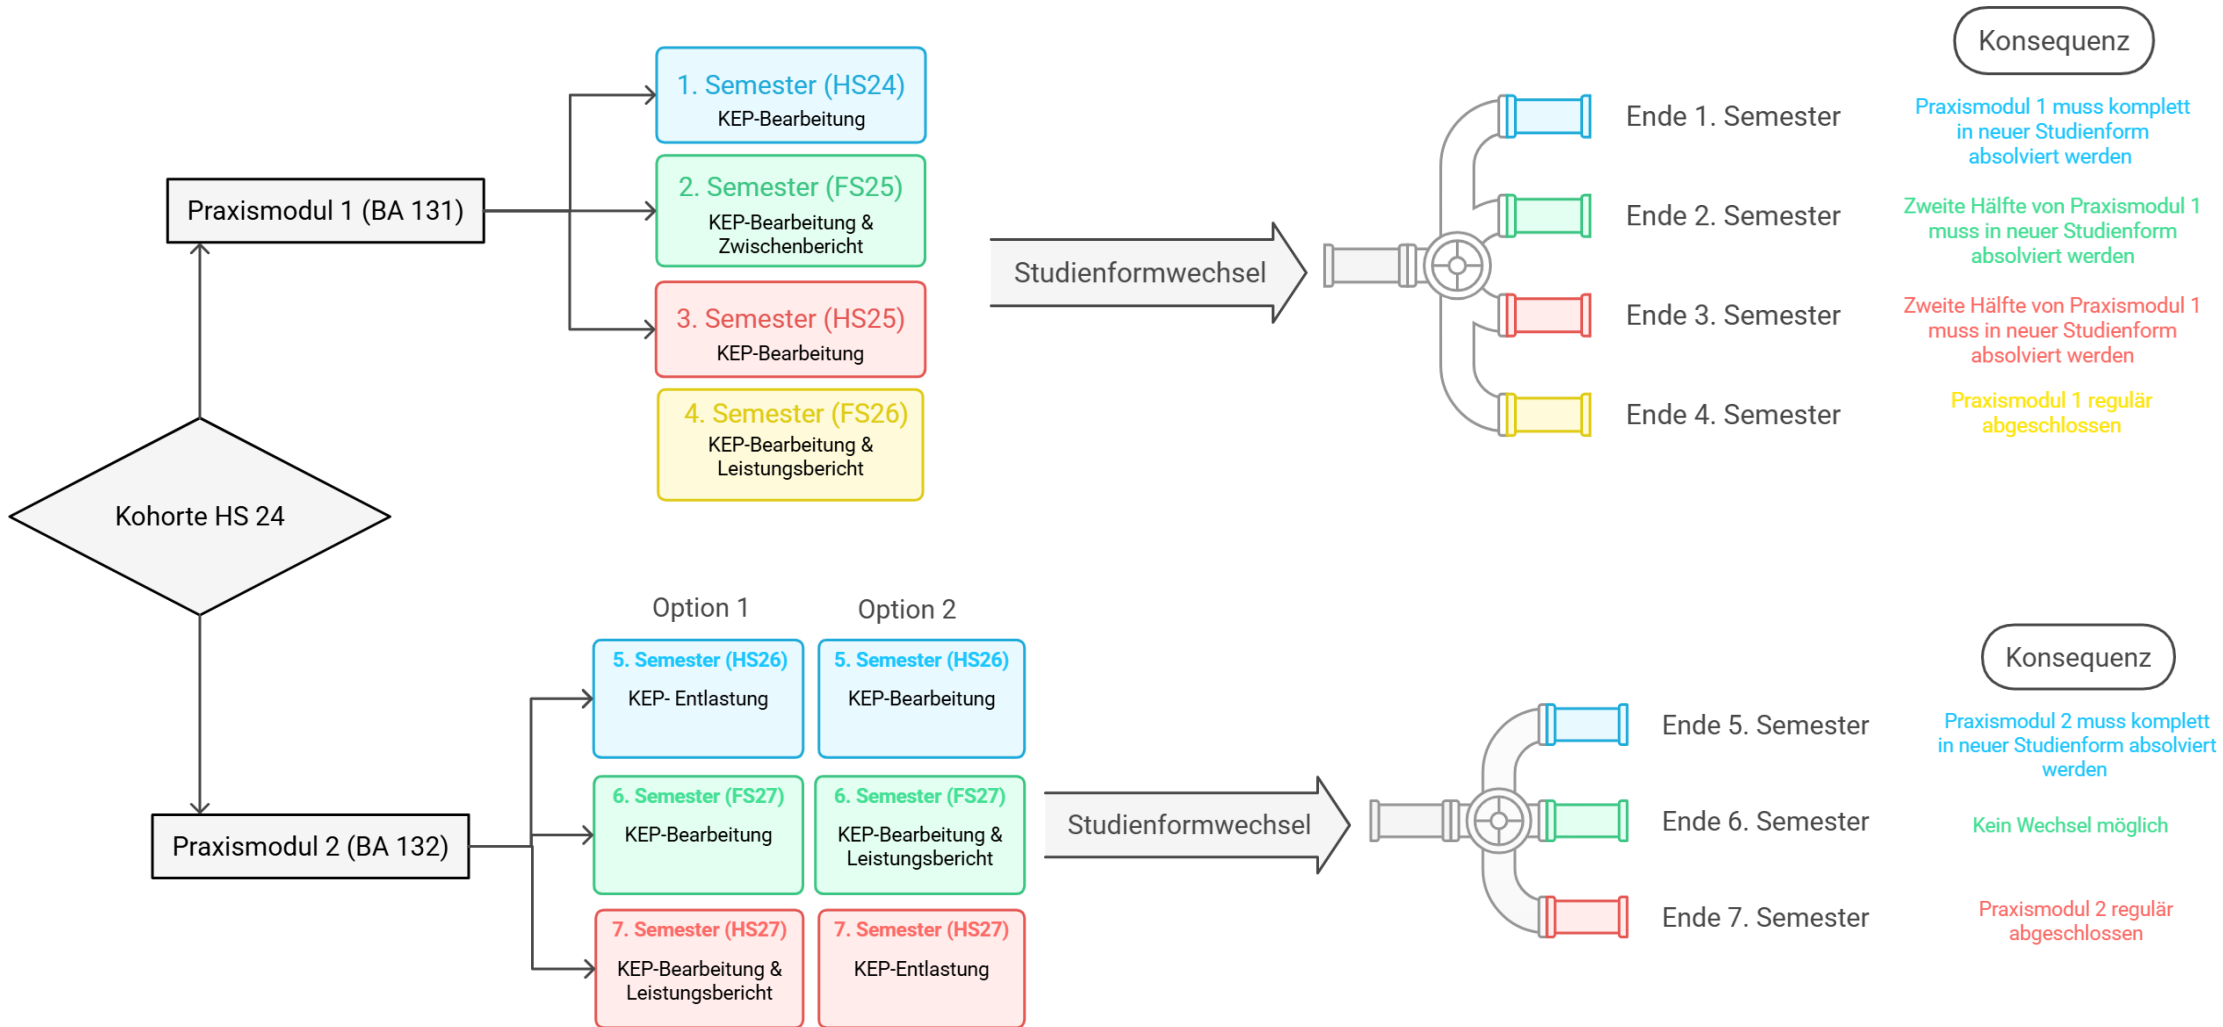 Kohorte HS 24
Praxismodul 1 (BA 131)
1. Semester (HS24)
KEP-Bearbeitung
2. Semester (FS25)
KEP-Bearbeitung &
Zwischenbericht
3. Semester (HS25)
KEP-Bearbeitung
4. Semester (FS26)
KEP-Bearbeitung &
Leistungsbericht
Studienformwechsel
Konsequenz
Ende 1. Semester
Praxismodul 1 muss komplett
in neuer Studienform
absolviert werden
Ende 2. Semester
Zweite Hälfte von Praxismodul 1
muss in neuer Studienform
absolviert werden
Ende 3. Semester
Zweite Hälfte von Praxismodul 1
muss in neuer Studienform
absolviert werden
Ende 4. Semester
Praxismodul 1 regulär
abgeschlossen
Praxismodul 2 (BA 132)
Option 1
5. Semester (HS26)
KEP- Entlastung
6. Semester (FS27)
KEP-Bearbeitung
7. Semester (HS27)
KEP-Bearbeitung &
Leistungsbericht
Option 2
5. Semester (HS26)
KEP-Bearbeitung
6. Semester (FS27)
KEP-Bearbeitung &
Leistungsbericht
7. Semester (HS27)
KEP-Entlastung
Studienformwechsel
Konsequenz
Ende 5. Semester
Praxismodul 2 muss komplett
in neuer Studienform absolviert
werden
Ende 6. Semester
Kein Wechsel möglich
Ende 7. Semester
Praxismodul 2 regulär
abgeschlossen